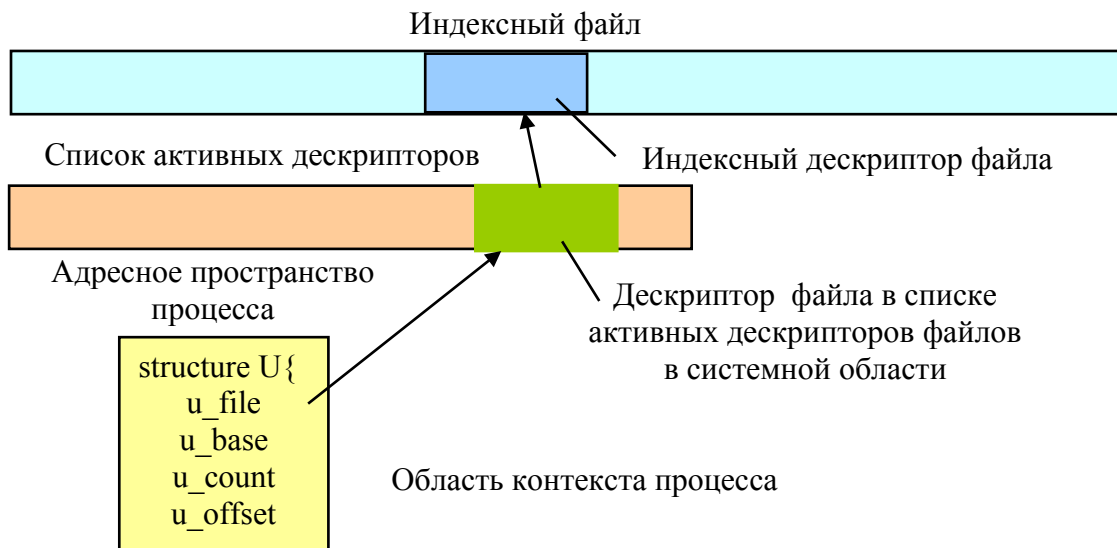 Индексный файл
Список активных дескрипторов
Индексный дескриптор файла
Адресное пространство
процесса
Дескриптор файла в списке
активных дескрипторов файлов
в системной области
structure U{
u_file
u_base
u_count
u_offset
Область контекста процесса